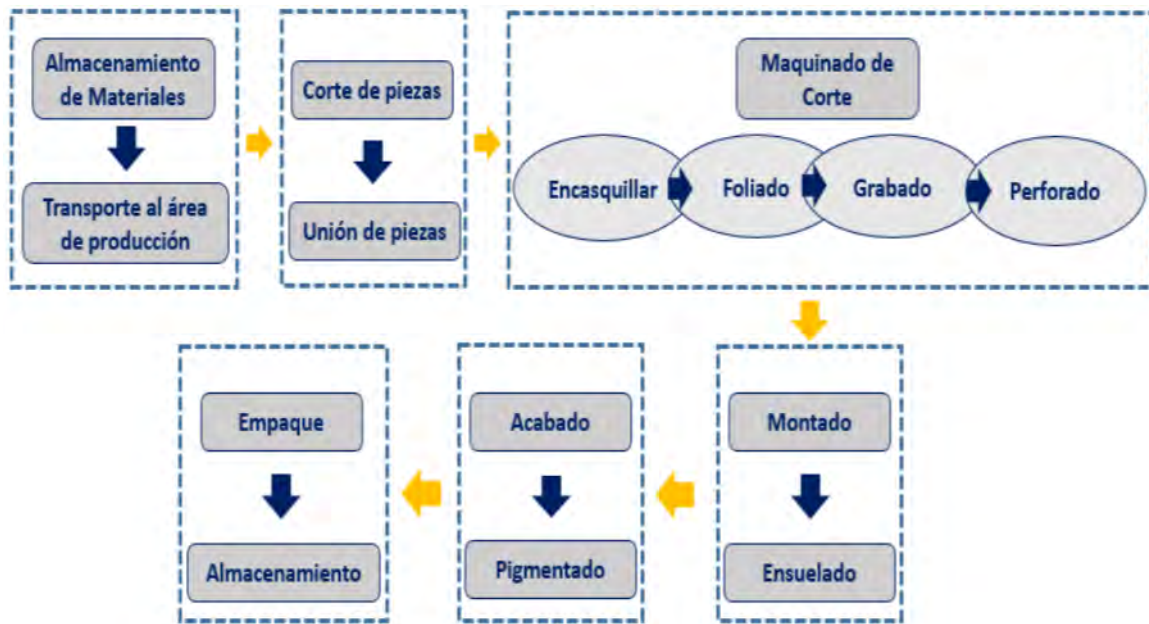 Almacenamiento
de Materiales
Transporte al área
de producción
Corte de piezas
Unión de piezas
Maquinado de
Corte
Encasquillar
Foliado
Grabado
Perforado
Montado
Ensuelado
Acabado
Pigmentado
Empaque
Almacenamiento